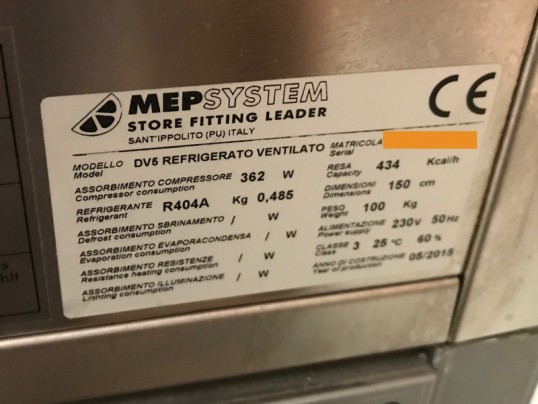 MEPSYSTEM
STORE FITTING LEADER
SANT'IPPOLITO (PU) ITALY
CE
MODELLO DV5 REFRIGERATO VENTILATO
Model
MATRICOLA
Serial
ASSORBIMENTO COMPRESSORE 362 W
Compressor consumption
RESA 434 Kcal/h
Capacity
REFRIGERANTE R404A Kg 0,485
Refrigerant
DIMENSIONI 150 cm
Dimensions
ASSORBIMENTO SBRINAMENTO / W
Defrost consumption
PESO 100 Kg
Weight
ASSORBIMENTO EVAPORACONDENSA / W
Evaporation consumption
ALIMENTAZIONE 230V 50Hz
Power supply
ASSORBIMENTO RESISTENZE / W
Resistance heating consumption
CLASSE 3 25 °C 60 %
Class
ASSORBIMENTO ILLUMINAZIONE / W
Lighting consumption
ANNO DI COSTRUZIONE 05/2015
Year of production